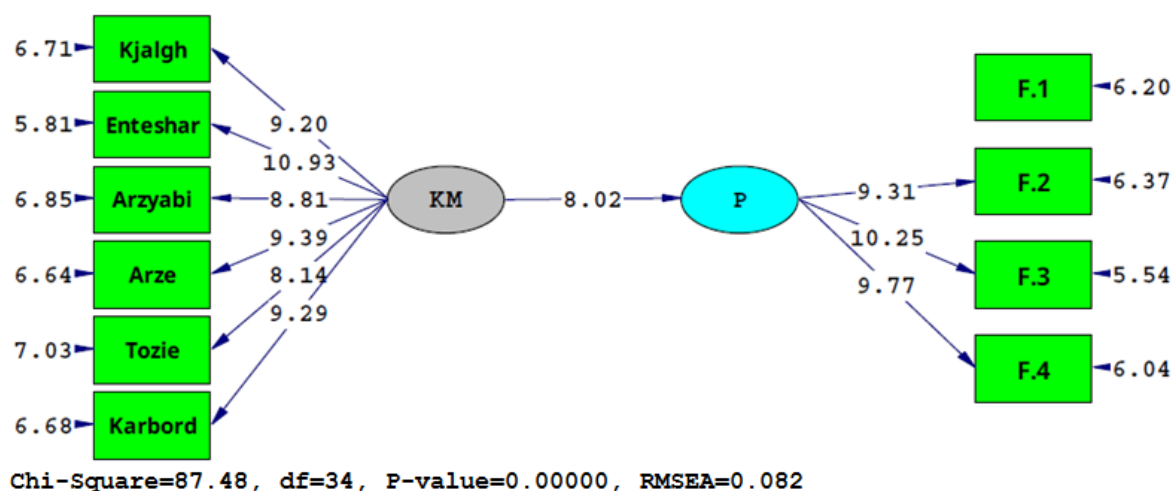 6.71 Kjalgh
5.81 Enteshar
6.85 Arzyabi
6.64 Arze
7.03 Tozie
6.68 Karbord
9.20
10.93
8.81
9.39
8.14
9.29
KM
8.02
P
9.31
10.25
9.77
F.1 6.20
F.2 6.37
F.3 5.54
F.4 6.04
Chi-Square=87.48, df=34, P-value=0.00000, RMSEA=0.082